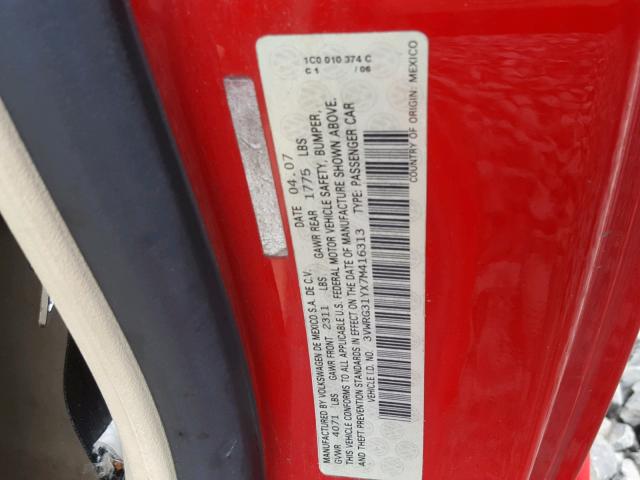 1C0 010 374 C
C 1 / 06
MANUFACTURED BY VOLKSWAGEN DE MEXICO S.A. DE C.V. DATE 04.07
GVWR 4071 LBS GAWR FRONT 2311 LBS. GAWR REAR 1775 LBS
THIS VEHICLE CONFORMS TO ALL APPLICABLE U.S. FEDERAL MOTOR VEHICLE SAFETY, BUMPER,
AND THEFT PREVENTION STANDARDS IN EFFECT ON THE DATE OF MANUFACTURE SHOWN ABOVE.
VEHICLE I.D. NO. 3VWRG31YX7M416313 TYPE: PASSENGER CAR
COUNTRY OF ORIGIN: MEXICO